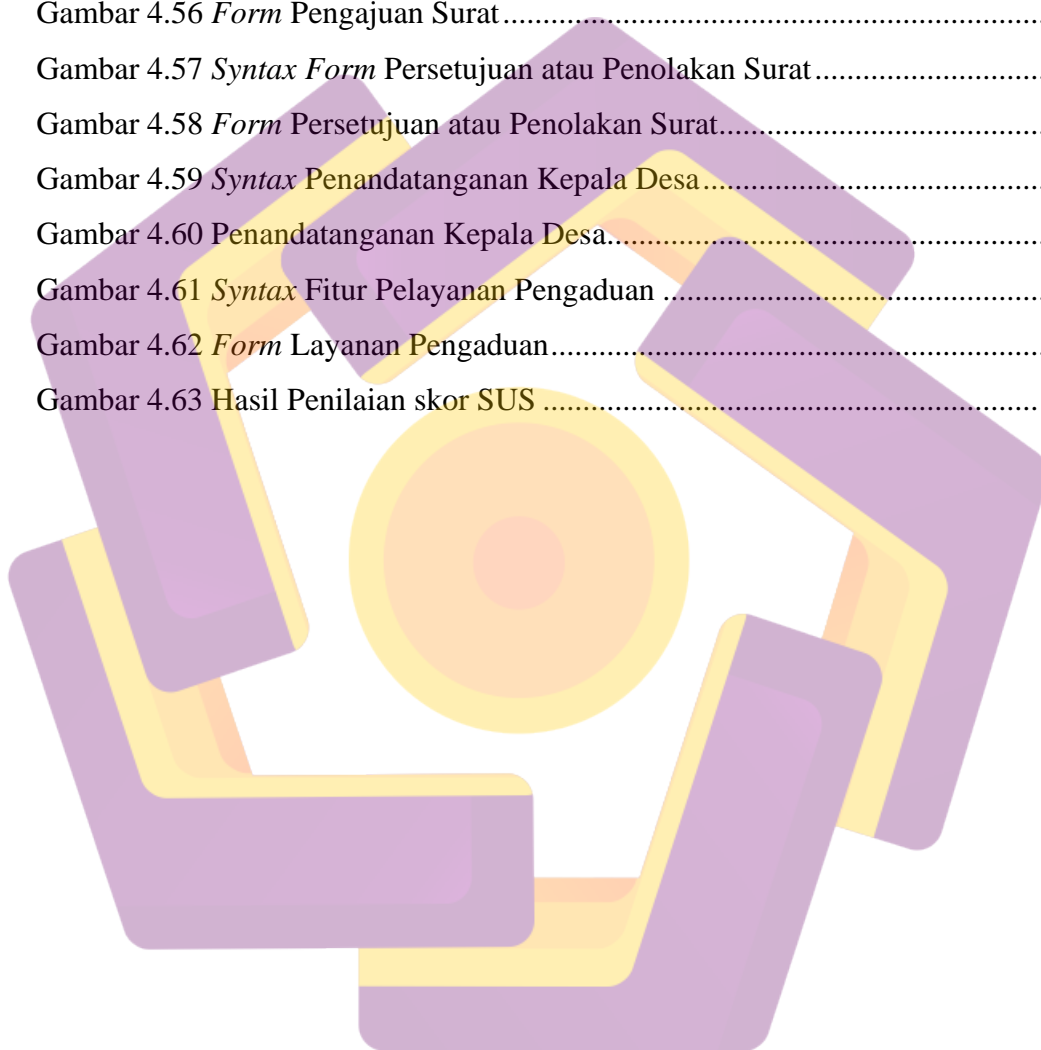 Gambar 4.56 Form Pengajuan Surat..............................................................................
Gambar 4.57 Syntax Form Persetujuan atau Penolakan Surat................................
Gambar 4.58 Form Persetujuan atau Penolakan Surat.............................................
Gambar 4.59 Syntax Penandatanganan Kepala Desa...............................................
Gambar 4.60 Penandatanganan Kepala Desa............................................................
Gambar 4.61 Syntax Fitur Pelayanan Pengaduan .....................................................
Gambar 4.62 Form Layanan Pengaduan.....................................................................
Gambar 4.63 Hasil Penilaian skor SUS ......................................................................